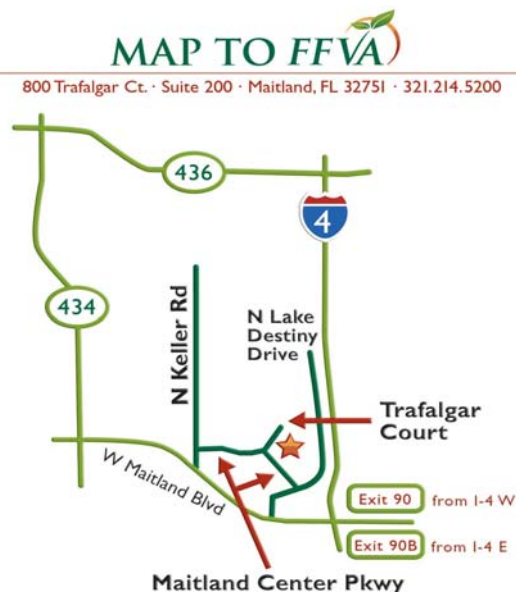 MAP TO FFVA
800 Trafalgar Ct. · Suite 200 · Maitland, FL 32751 · 321.214.5200
436
4
434
N Keller Rd
N Lake
Destiny
Drive
Trafalgar
Court
W Maitland Blvd
Exit 90 from I-4 W
Exit 90B from I-4 E
Maitland Center Pkwy